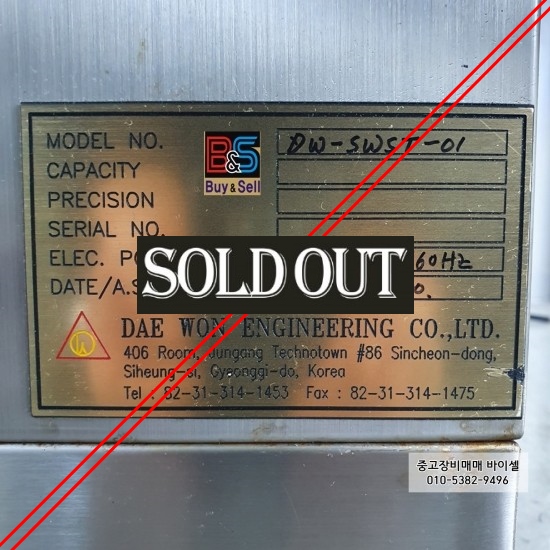 MODEL NO. DW-SWST-01
B&S
CAPACITY
Buy & Sell
PRECISION
SERIAL NO.
ELEC. 60Hz
SOLD OUT
DATE/A.S
DAE WON ENGINEERING CO.,LTD.
406 Room, Jungang Technotown #86 Sincheon-dong,
Siheung-si, Gyeonggi-do, Korea
Tel : 82-31-314-1453 Fax : 82-31-314-1475
중고장비매매 바이셀
010-5382-9496